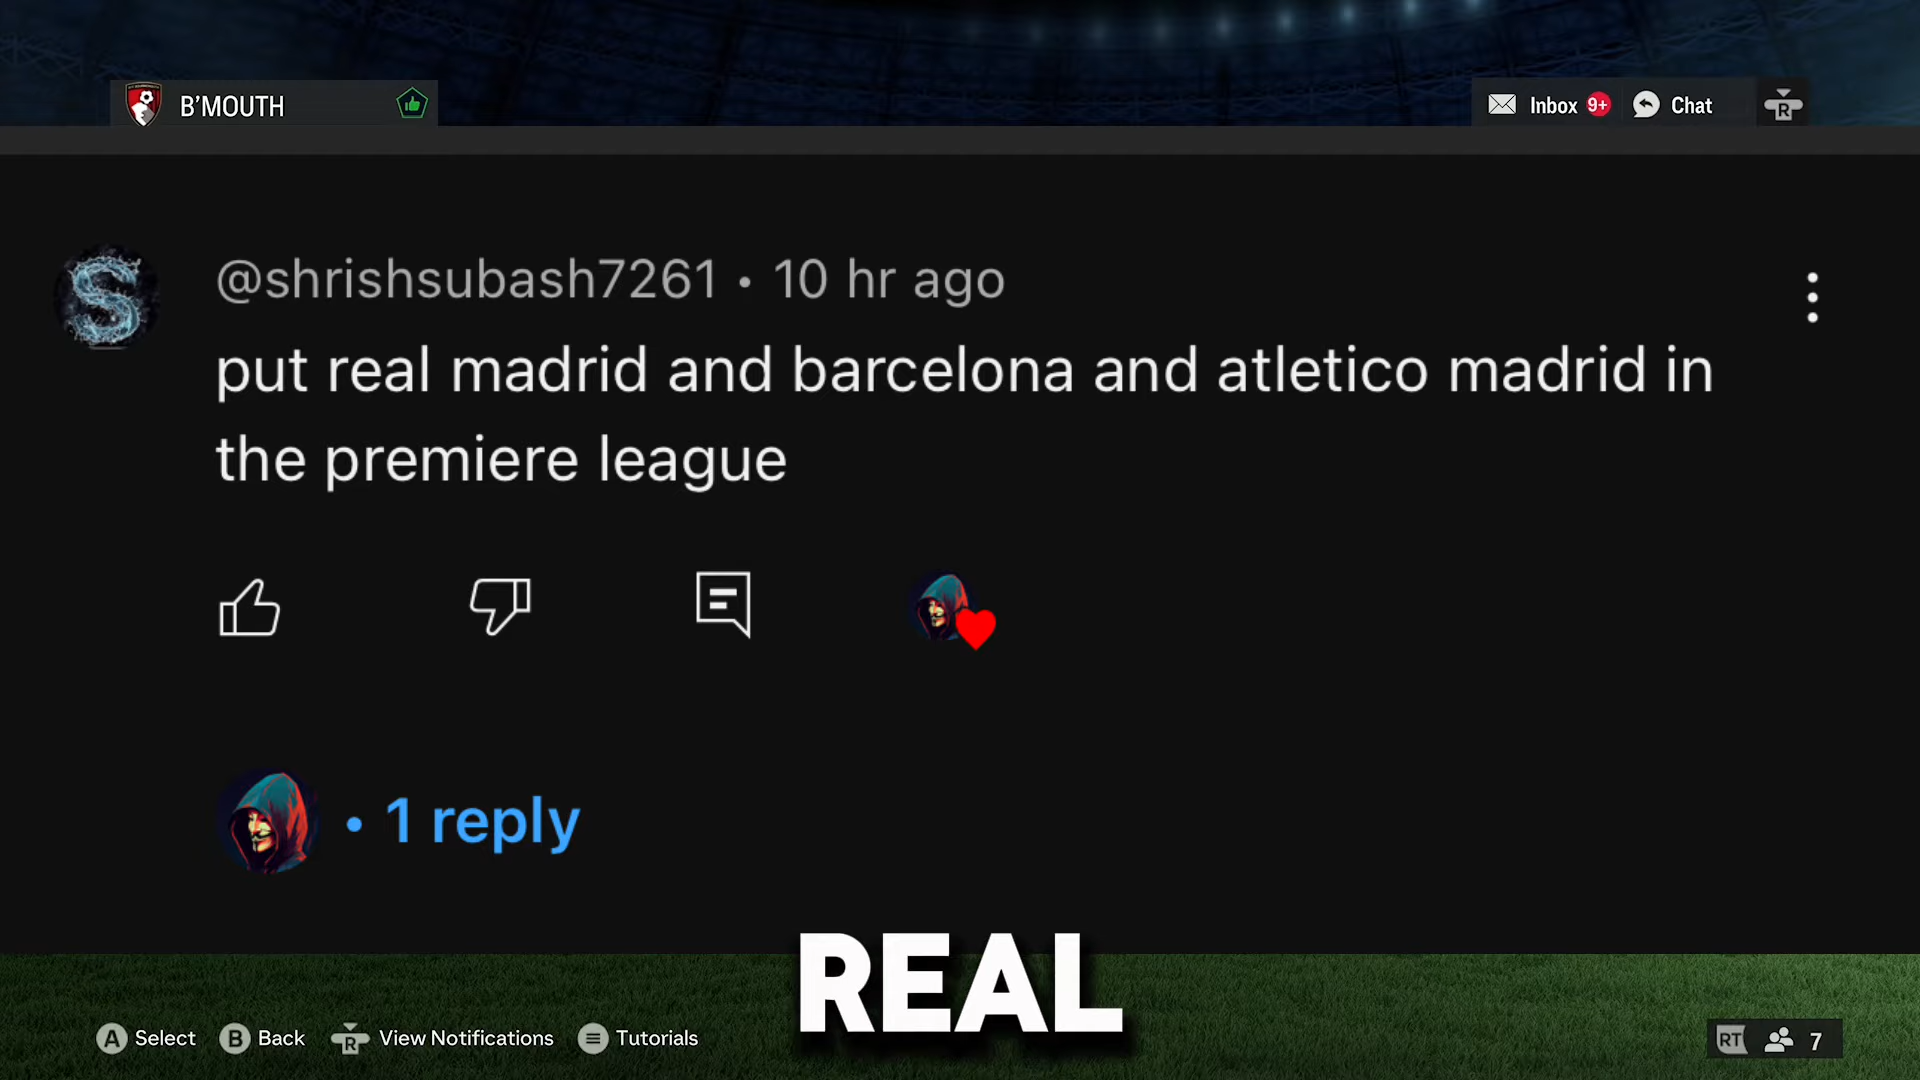 B'MOUTH
Inbox 9+ Chat R
@shrishsubash7261 • 10 hr ago
put real madrid and barcelona and atletico madrid in
the premiere league
• 1 reply
REAL
A Select B Back R View Notifications Tutorials
RT 7